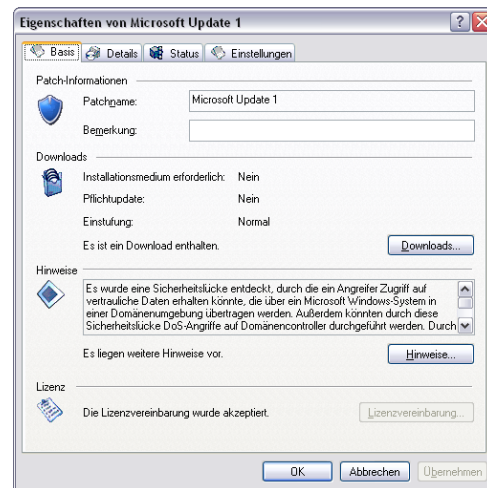 Eigenschaften von Microsoft Update 1
Basis Details Status Einstellungen
Patch-Informationen
Patchname: Microsoft Update 1
Bemerkung:
Downloads
Installationsmedium erforderlich: Nein
Pflichtupdate: Nein
Einstufung: Normal
Es ist ein Download enthalten. Downloads...
Hinweise
Es wurde eine Sicherheitslücke entdeckt, durch die ein Angreifer Zugriff auf
vertrauliche Daten erhalten könnte, die über ein Microsoft Windows-System in
einer Domänenumgebung übertragen werden. Außerdem könnten durch diese
Sicherheitslücke DoS-Angriffe auf Domänencontroller durchgeführt werden. Durch
Es liegen weitere Hinweise vor. Hinweise...
Lizenz
Die Lizenzvereinbarung wurde akzeptiert. Lizenzvereinbarung...
OK Abbrechen Übernehmen